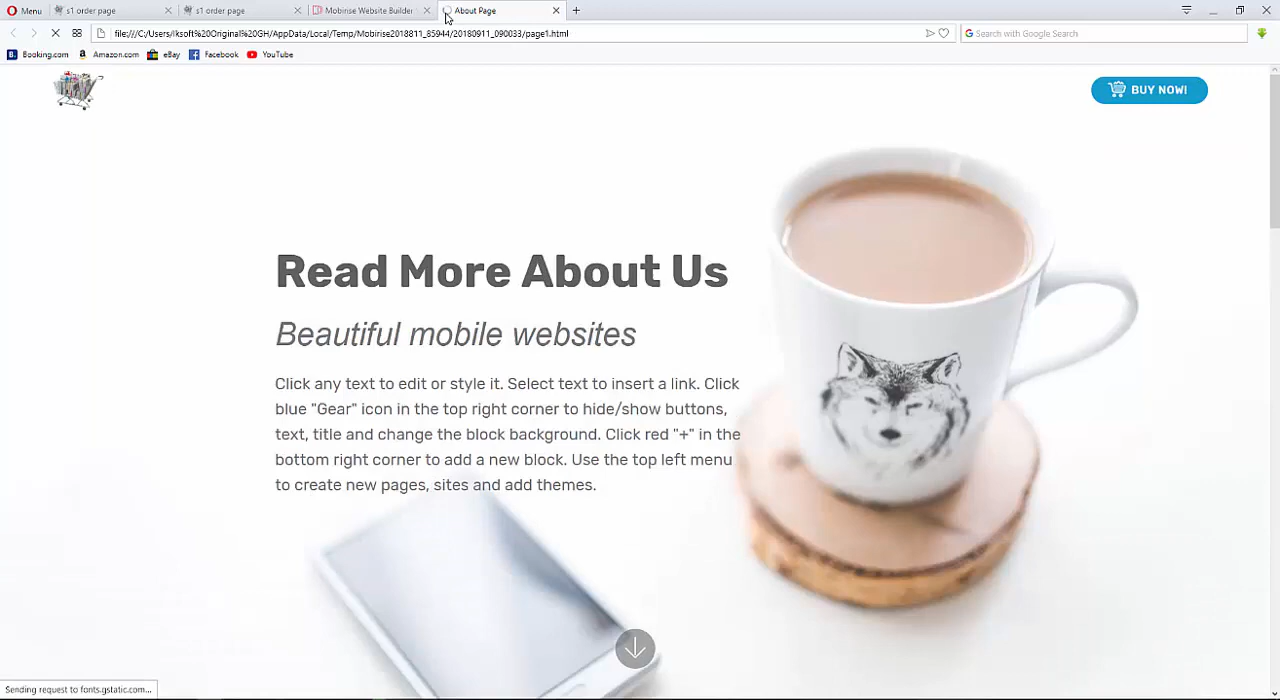 Menu
s1 order page
s1 order page
Mobirise Website Builder
About Page
file:///C:/Users/lksoft%20Original%20GH/AppData/Local/Temp/Mobirise2018811_85944/20180911_090033/page1.html
Search with Google Search
Booking.com
Amazon.com
eBay
Facebook
YouTube
BUY NOW!
Read More About Us
Beautiful mobile websites
Click any text to edit or style it. Select text to insert a link. Click
blue "Gear" icon in the top right corner to hide/show buttons,
text, title and change the block background. Click red "+" in the
bottom right corner to add a new block. Use the top left menu
to create new pages, sites and add themes.
Sending request to fonts.gstatic.com...